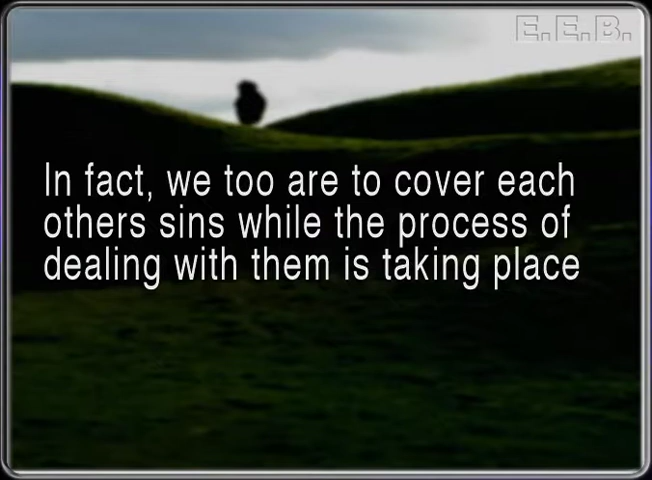 E.E.B.
In fact, we too are to cover each
others sins while the process of
dealing with them is taking place